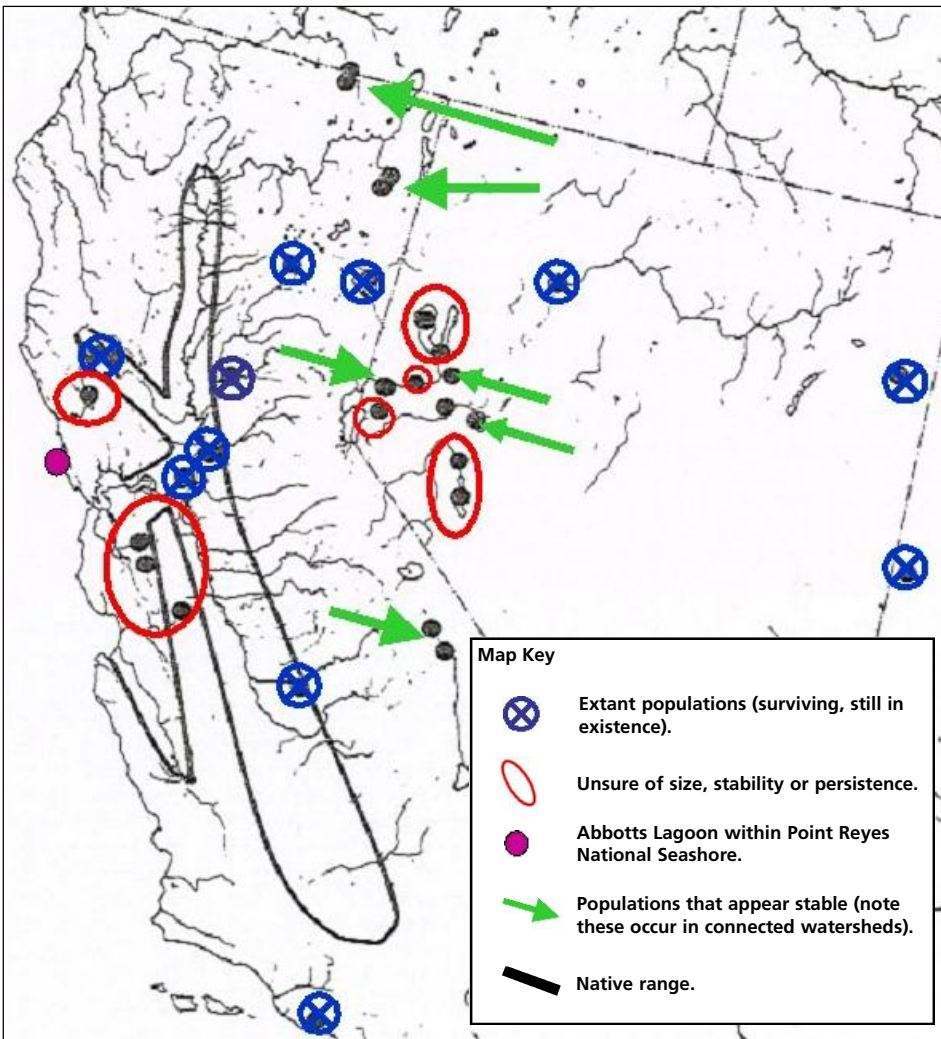 Map Key
Extant populations (surviving, still in
existence).
Unsure of size, stability or persistence.
Abbotts Lagoon within Point Reyes
National Seashore.
Populations that appear stable (note
these occur in connected watersheds).
Native range.